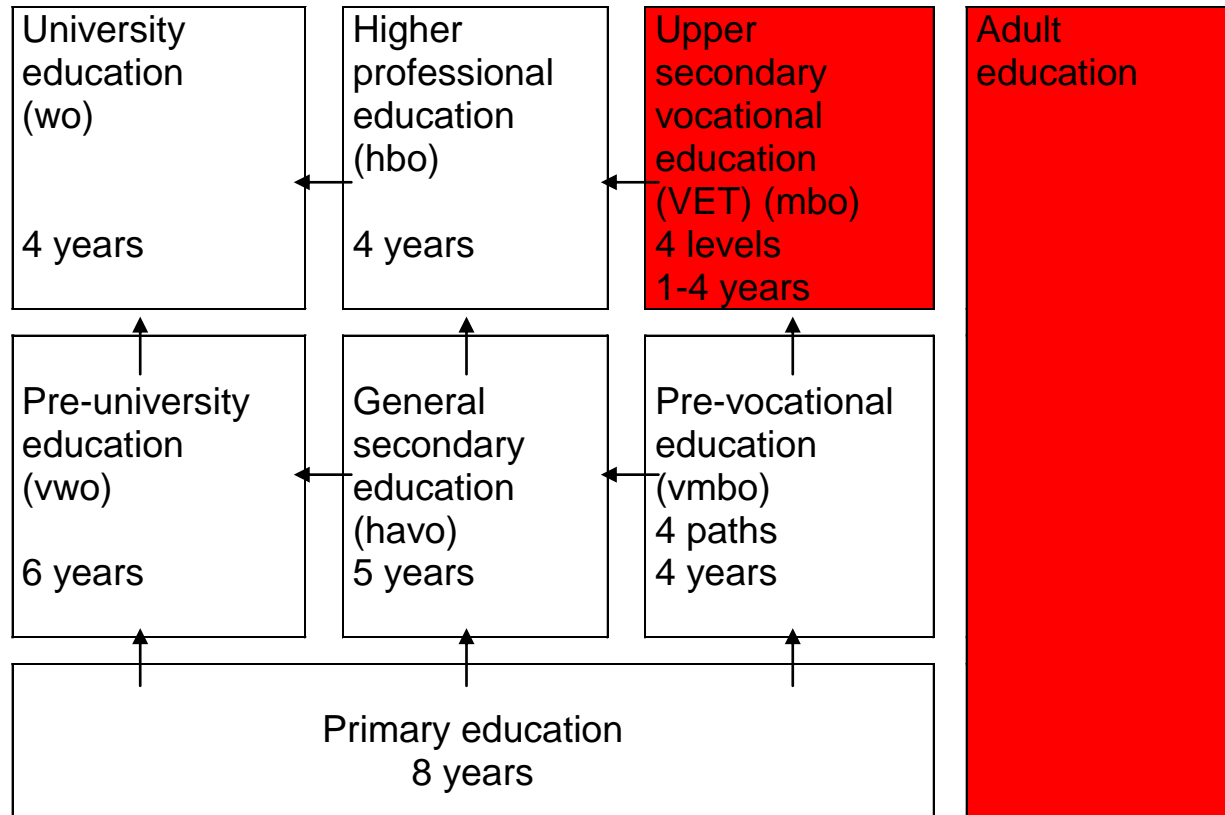 University
education
(wo)
4 years
Higher
professional
education
(hbo)
4 years
Upper
secondary
vocational
education
(VET) (mbo)
4 levels
1-4 years
Adult
education
Pre-university
education
(vwo)
6 years
General
secondary
education
(havo)
5 years
Pre-vocational
education
(vmbo)
4 paths
4 years
Primary education
8 years